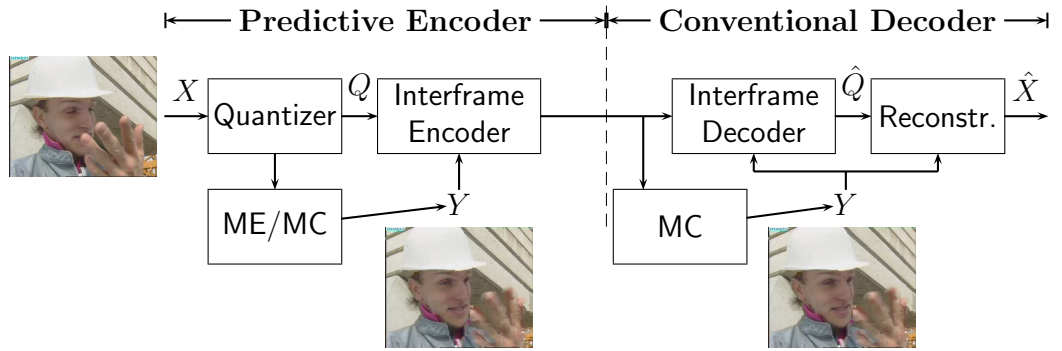 Predictive Encoder
Conventional Decoder
X
Quantizer
Q
Interframe
Encoder
Interframe
Decoder
Q̂
Reconstr.
X̂
ME/MC
Y
MC
Y